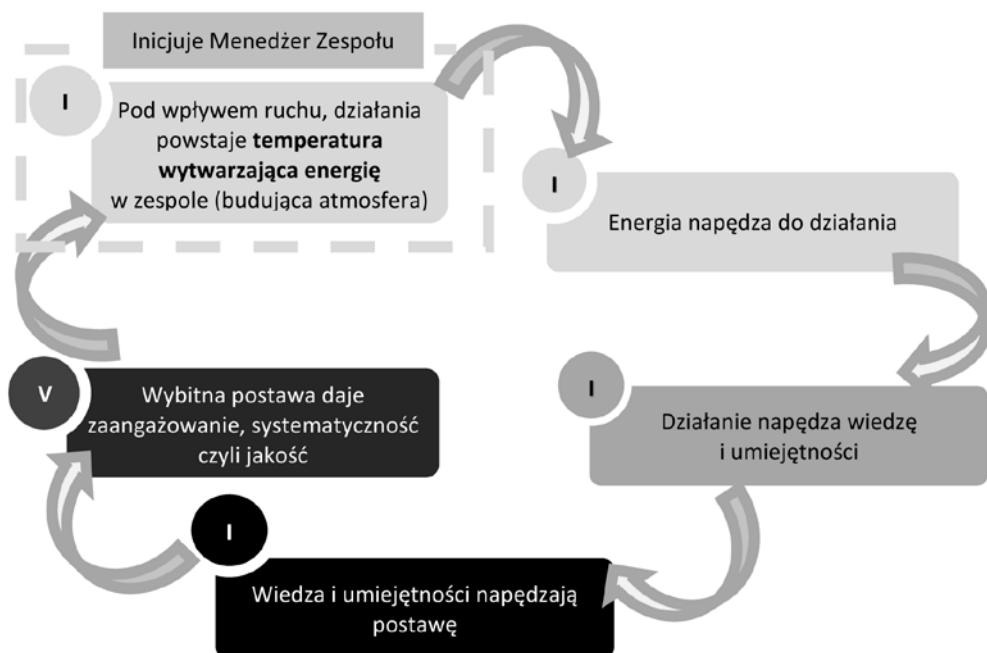 Inicjuje Menedżer Zespołu
I
Pod wpływem ruchu, działania
powstaje temperatura
wytwarzająca energię
w zespole (budująca atmosfera)
I
Energia napędza do działania
I
Działanie napędza wiedzę
i umiejętności
I
Wiedza i umiejętności napędzają
postawę
V
Wybitna postawa daje
zaangażowanie, systematyczność
czyli jakość